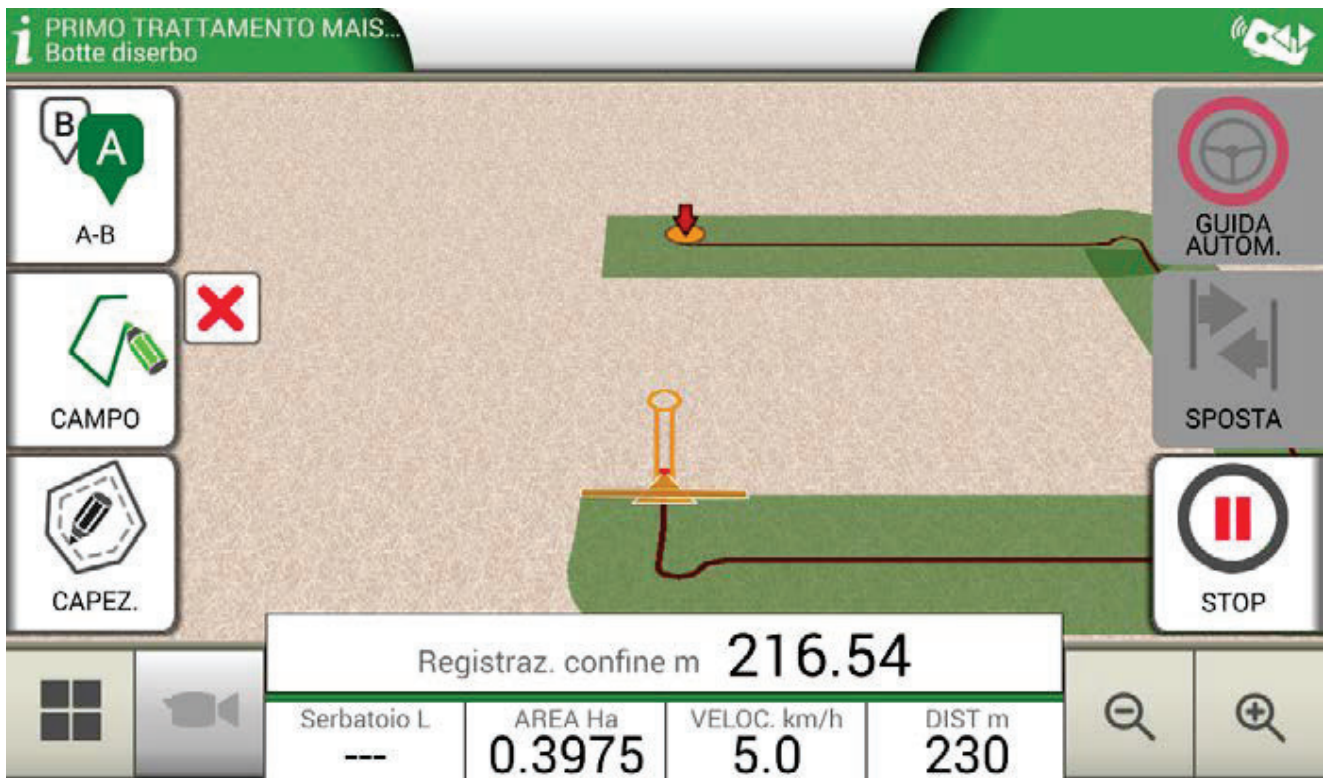 PRIMO TRATTAMENTO MAIS...
Botte diserbo
B
A
A-B
CAMPO
CAPEZ.
GUIDA
AUTOM.
SPOSTA
STOP
Registraz. confine m 216.54
Serbatoio L
---
AREA Ha
0.3975
VELOC. km/h
5.0
DIST m
230